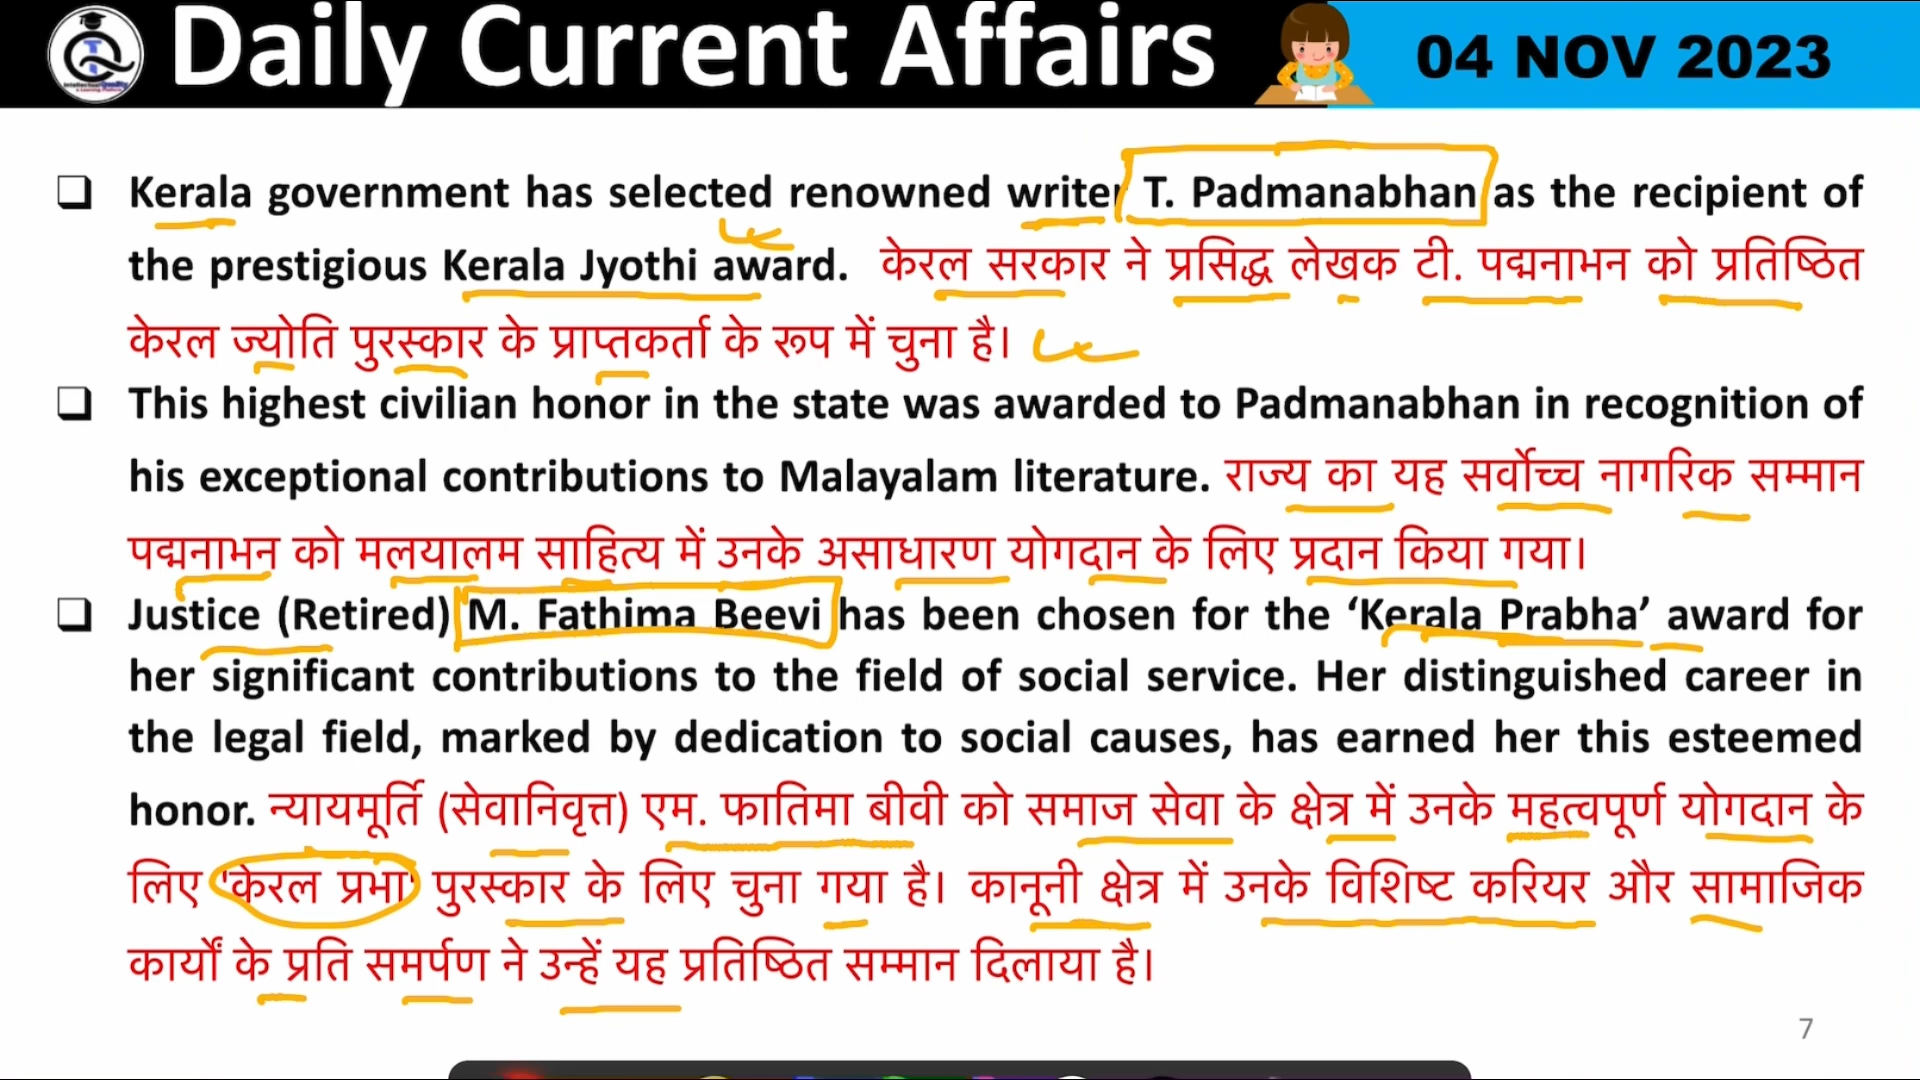 Daily Current Affairs
04 NOV 2023
Kerala government has selected renowned writer T. Padmanabhan as the recipient of
the prestigious Kerala Jyothi award. केरल सरकार ने प्रसिद्ध लेखक टी. पद्मनाभन को प्रतिष्ठित
केरल ज्योति पुरस्कार के प्राप्तकर्ता के रूप में चुना है।
This highest civilian honor in the state was awarded to Padmanabhan in recognition of
his exceptional contributions to Malayalam literature. राज्य का यह सर्वोच्च नागरिक सम्मान
पद्मनाभन को मलयालम साहित्य में उनके असाधारण योगदान के लिए प्रदान किया गया।
Justice (Retired) M. Fathima Beevi has been chosen for the ‘Kerala Prabha’ award for
her significant contributions to the field of social service. Her distinguished career in
the legal field, marked by dedication to social causes, has earned her this esteemed
honor. न्यायमूर्ति (सेवानिवृत्त) एम. फातिमा बीवी को समाज सेवा के क्षेत्र में उनके महत्वपूर्ण योगदान के
लिए 'केरल प्रभा' पुरस्कार के लिए चुना गया है। कानूनी क्षेत्र में उनके विशिष्ट करियर और सामाजिक
कार्यों के प्रति समर्पण ने उन्हें यह प्रतिष्ठित सम्मान दिलाया है।
7